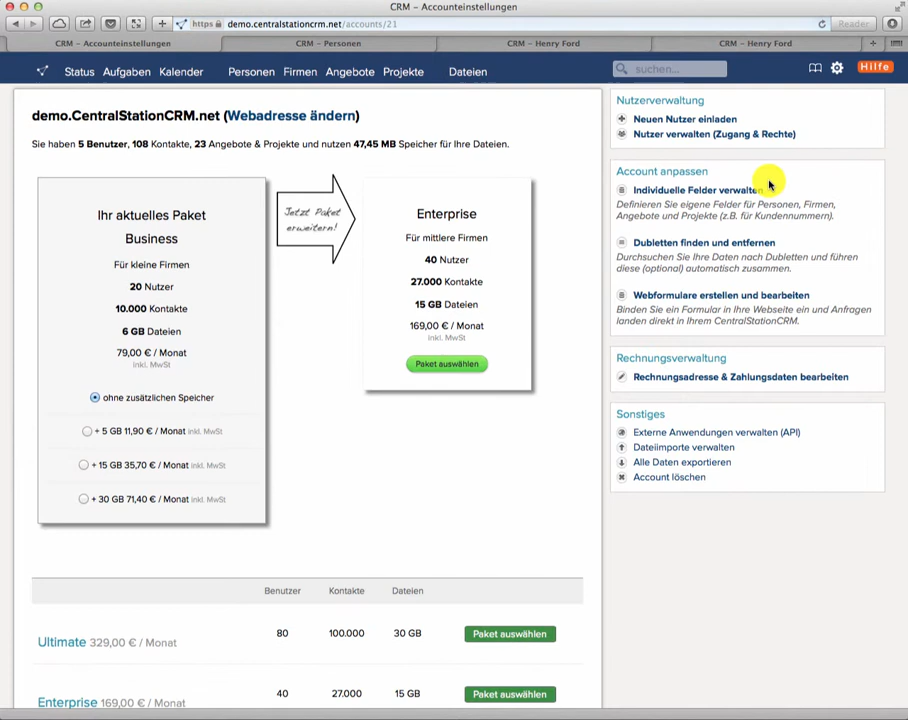 CRM – Accounteinstellungen
https demo.centralstationcrm.net/accounts/21
Reader
CRM – Accounteinstellungen
CRM – Personen
CRM – Henry Ford
CRM – Henry Ford
Status Aufgaben Kalender Personen Firmen Angebote Projekte Dateien
suchen...
Hilfe
demo.CentralStationCRM.net (Webadresse ändern)
Sie haben 5 Benutzer, 108 Kontakte, 23 Angebote & Projekte und nutzen 47,45 MB Speicher für Ihre Dateien.
Ihr aktuelles Paket
Business
Für kleine Firmen
20 Nutzer
10.000 Kontakte
6 GB Dateien
79,00 € / Monat
inkl. MwSt
ohne zusätzlichen Speicher
+ 5 GB 11,90 € / Monat inkl. MwSt
+ 15 GB 35,70 € / Monat inkl. MwSt
+ 30 GB 71,40 € / Monat inkl. MwSt
Jetzt Paket
erweitern!
Enterprise
Für mittlere Firmen
40 Nutzer
27.000 Kontakte
15 GB Dateien
169,00 € / Monat
inkl. MwSt
Paket auswählen
Benutzer Kontakte Dateien
Ultimate 329,00 € / Monat 80 100.000 30 GB Paket auswählen
Enterprise 169,00 € / Monat 40 27.000 15 GB Paket auswählen
Nutzerverwaltung
Neuen Nutzer einladen
Nutzer verwalten (Zugang & Rechte)
Account anpassen
Individuelle Felder verwalten
Definieren Sie eigene Felder für Personen, Firmen,
Angebote und Projekte (z.B. für Kundennummern).
Dubletten finden und entfernen
Durchsuchen Sie Ihre Daten nach Dubletten und führen
diese (optional) automatisch zusammen.
Webformulare erstellen und bearbeiten
Binden Sie ein Formular in Ihre Webseite ein und Anfragen
landen direkt in Ihrem CentralStationCRM.
Rechnungsverwaltung
Rechnungsadresse & Zahlungsdaten bearbeiten
Sonstiges
Externe Anwendungen verwalten (API)
Dateiimporte verwalten
Alle Daten exportieren
Account löschen